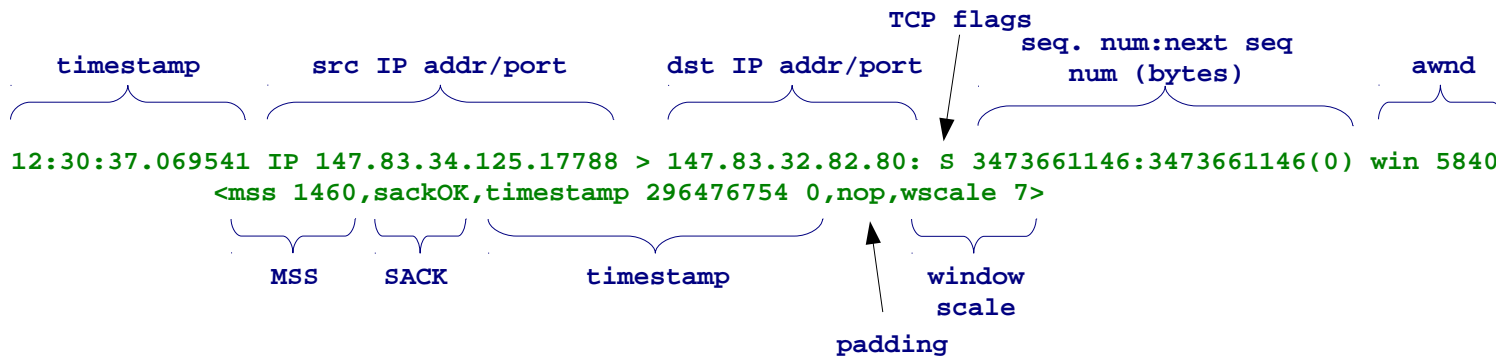 TCP flags
timestamp
src IP addr/port
dst IP addr/port
seq. num:next seq
num (bytes)
awnd
12:30:37.069541 IP 147.83.34.125.17788 > 147.83.32.82.80: S 3473661146:3473661146(0) win 5840
<mss 1460,sackOK,timestamp 296476754 0,nop,wscale 7>
MSS
SACK
timestamp
window
scale
padding